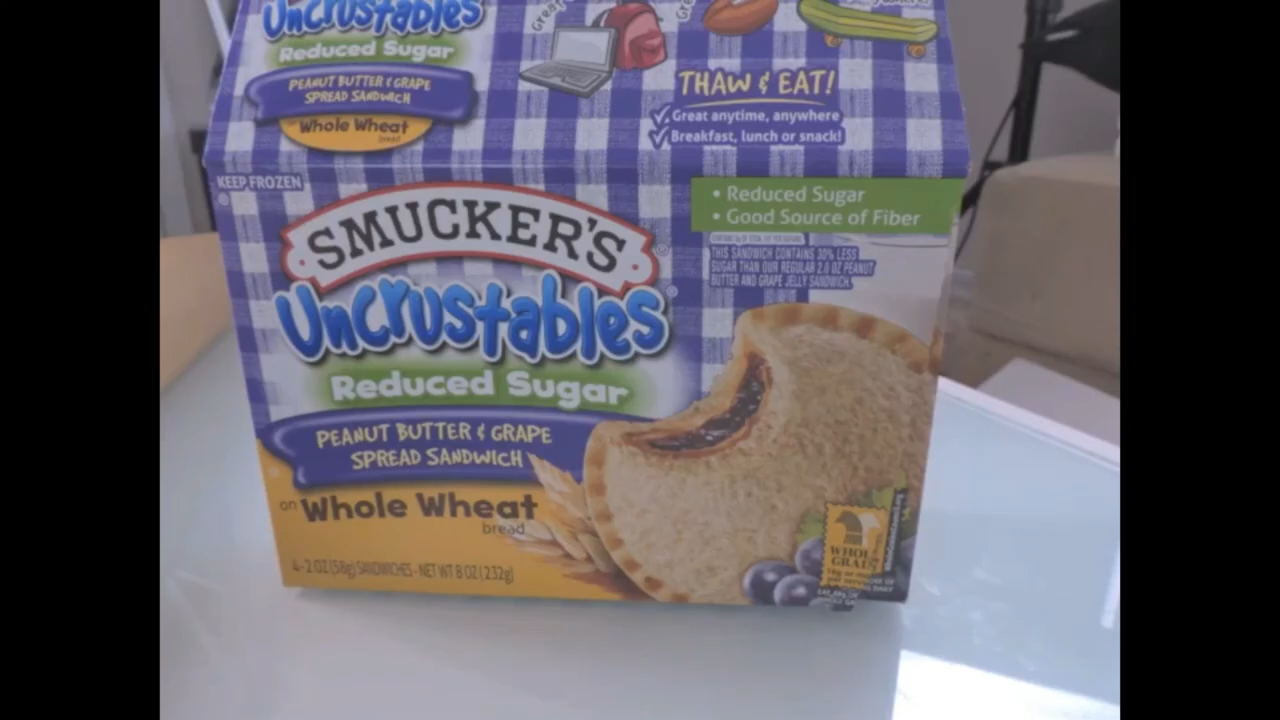 Great
Gre
Uncrustables
Reduced Sugar
PEANUT BUTTER & GRAPE
SPREAD SANDWICH
Whole Wheat
bread
THAW & EAT!
Great anytime, anywhere
Breakfast, lunch or snack!
KEEP FROZEN
SMUCKER'S
Uncrustables
Reduced Sugar
PEANUT BUTTER & GRAPE
SPREAD SANDWICH
on Whole Wheat
bread
4-2 OZ (58g) SANDWICHES - NET WT 8 OZ (232g)
• Reduced Sugar
• Good Source of Fiber
THIS SANDWICH CONTAINS 30% LESS
SUGAR THAN OUR REGULAR 2.0 OZ PEANUT
BUTTER AND GRAPE JELLY SANDWICH.
WHOLE
GRAIN